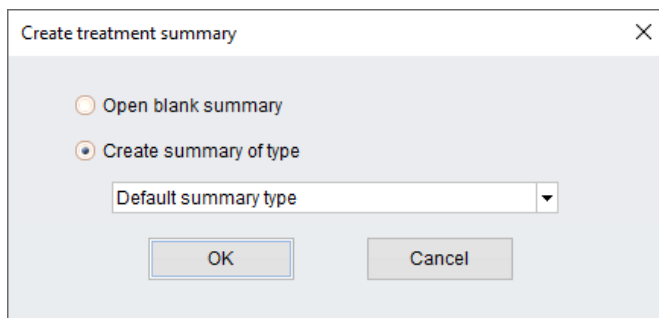 Create treatment summary
Open blank summary
Create summary of type
Default summary type
OK Cancel